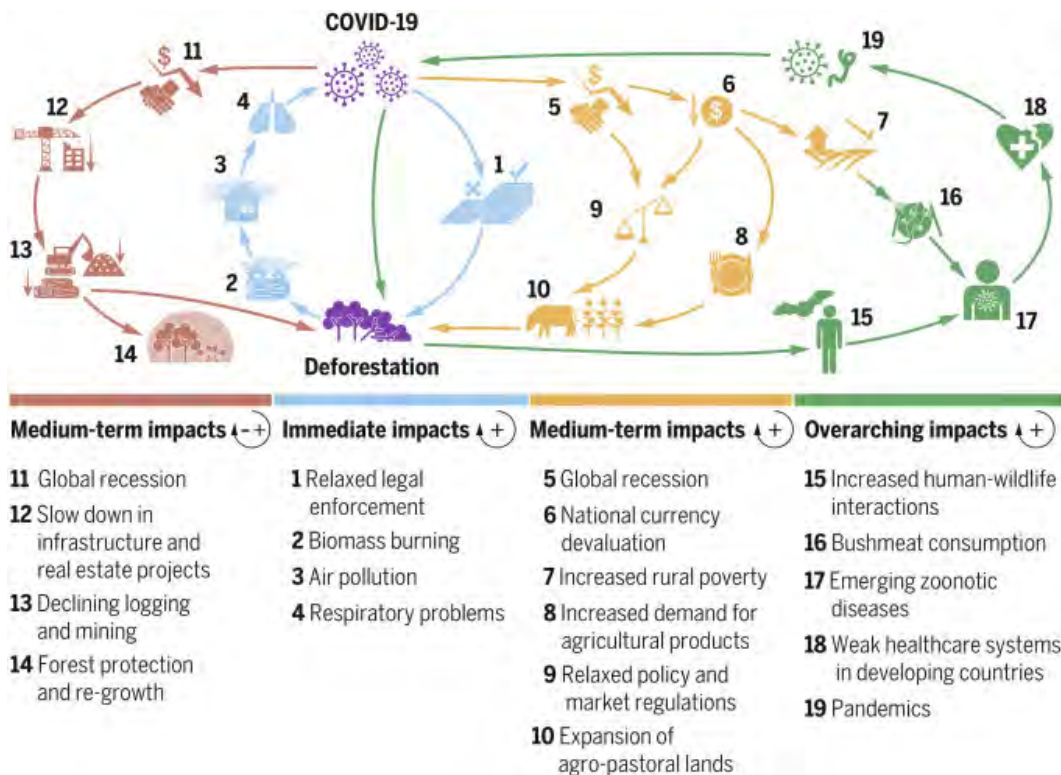 COVID-19
11
19
12
4
5
6
18
7
3
1
16
9
13
8
2
10
15
17
14
Deforestation
Medium-term impacts - +
11 Global recession
12 Slow down in
infrastructure and
real estate projects
13 Declining logging
and mining
14 Forest protection
and re-growth
Immediate impacts +
1 Relaxed legal
enforcement
2 Biomass burning
3 Air pollution
4 Respiratory problems
Medium-term impacts +
5 Global recession
6 National currency
devaluation
7 Increased rural poverty
8 Increased demand for
agricultural products
9 Relaxed policy and
market regulations
10 Expansion of
agro-pastoral lands
Overarching impacts +
15 Increased human-wildlife
interactions
16 Bushmeat consumption
17 Emerging zoonotic
diseases
18 Weak healthcare systems
in developing countries
19 Pandemics